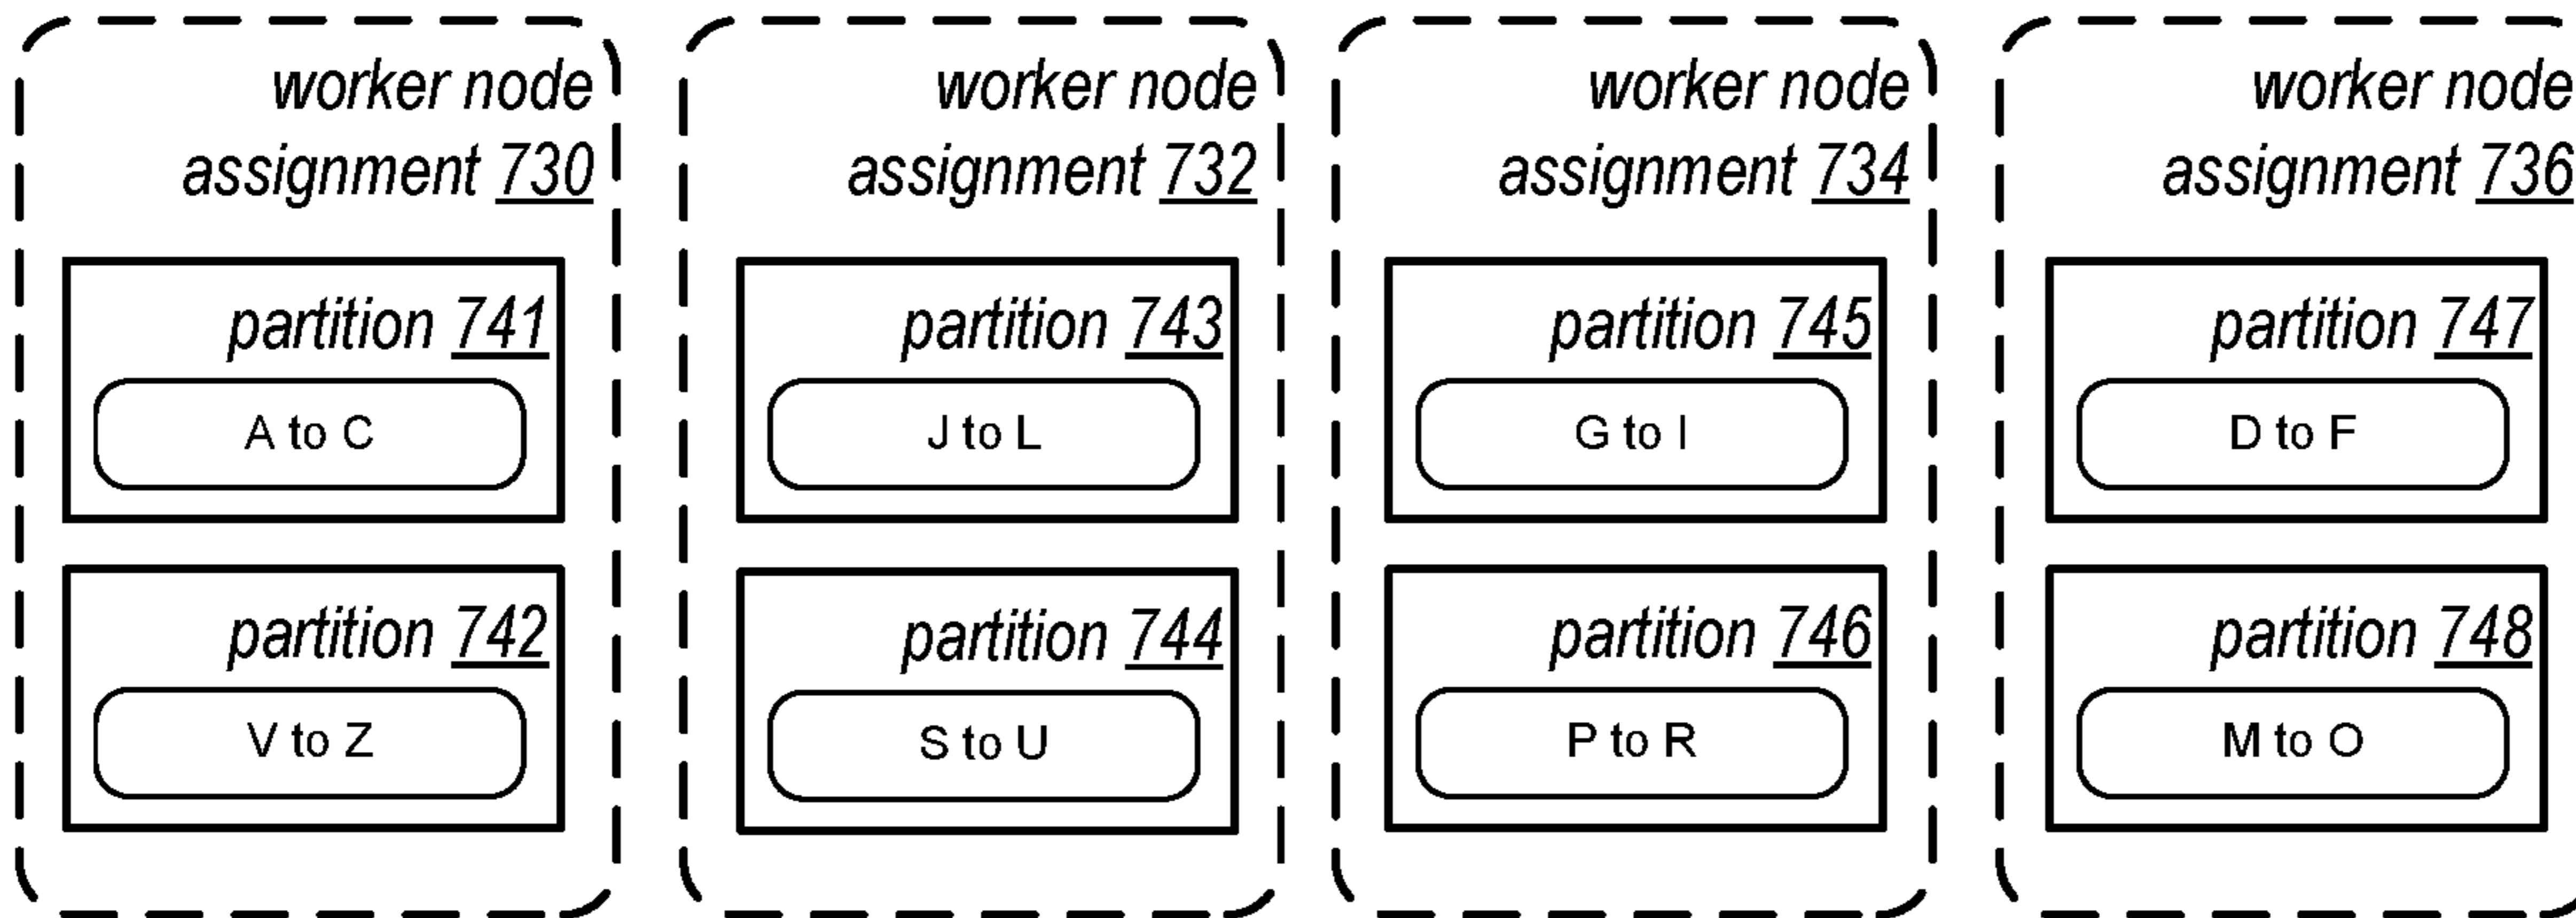 worker node
assignment 730
partition 741
A to C
partition 742
V to Z
worker node
assignment 732
partition 743
J to L
partition 744
S to U
worker node
assignment 734
partition 745
G to I
partition 746
P to R
worker node
assignment 736
partition 747
D to F
partition 748
M to O